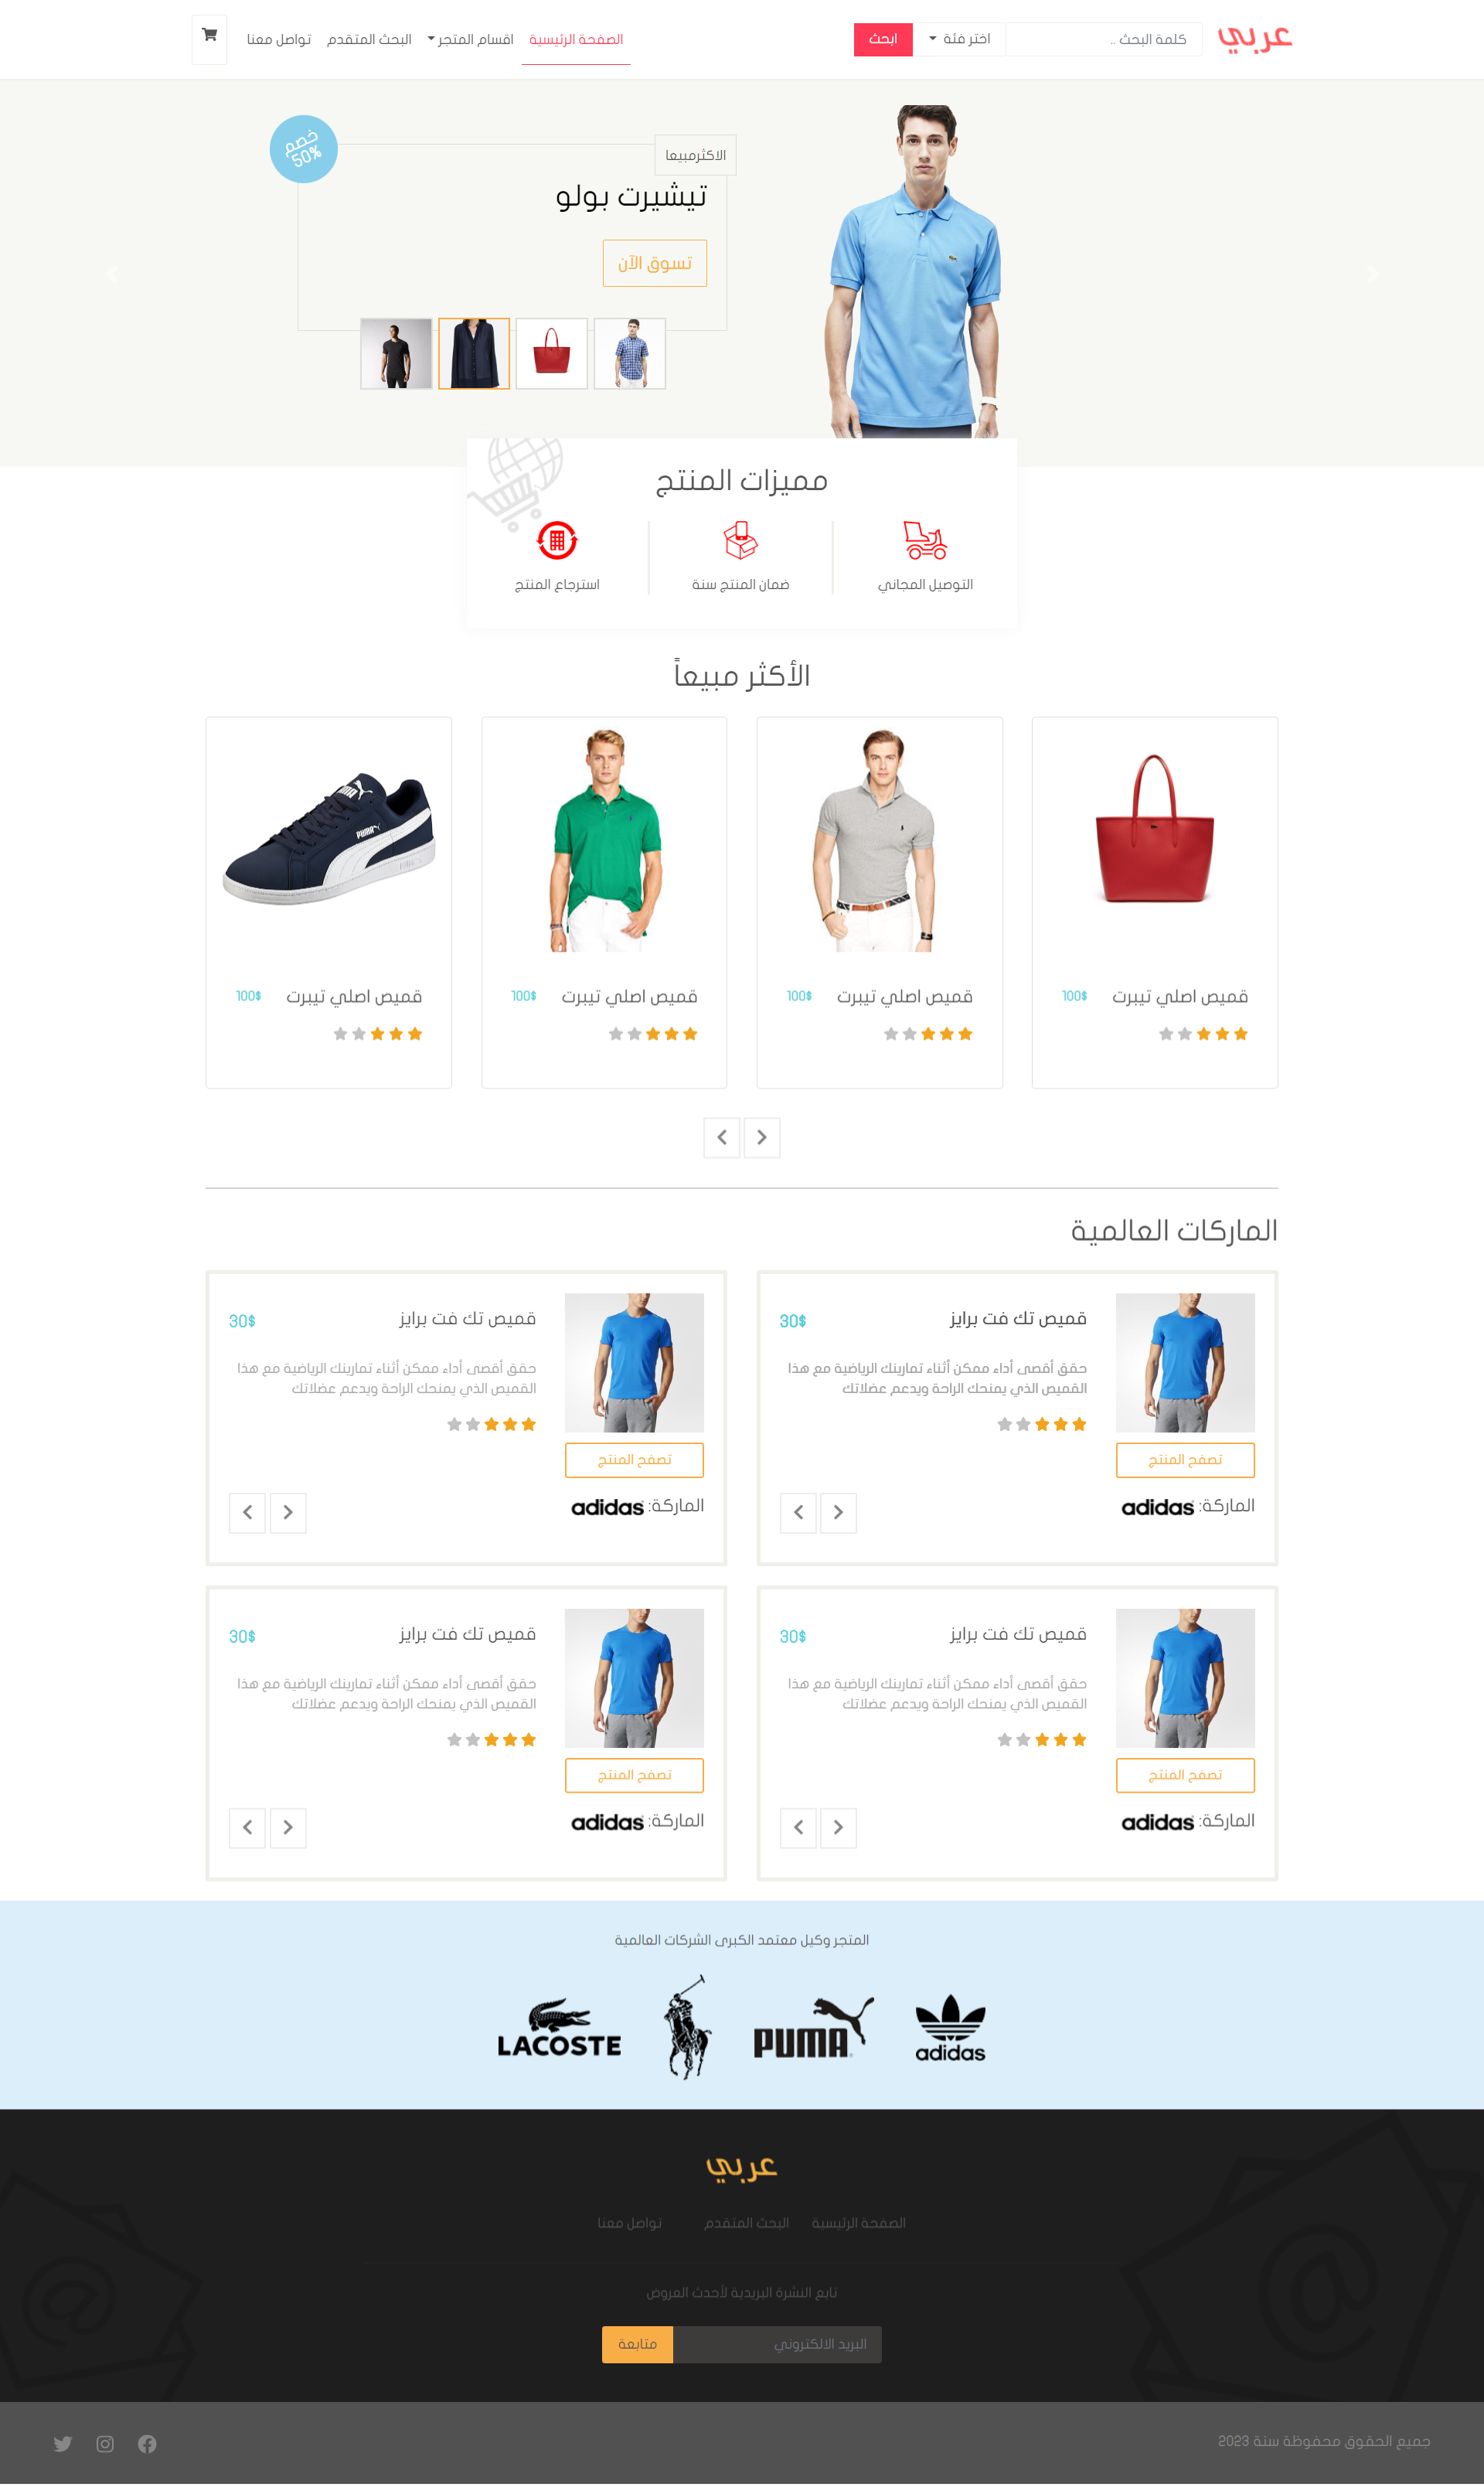 عربي
كلمة البحث ..
اختر فئة
ابحث
الصفحة الرئيسية
اقسام المتجر
البحث المتقدم
تواصل معنا
خصم
50%
الاكثرمبيعا
تيشيرت بولو
تسوق الآن
مميزات المنتج
التوصيل المجاني
ضمان المنتج سنة
استرجاع المنتج
الأكثر مبيعاً
قميص اصلي تيبرت
100$
قميص اصلي تيبرت
100$
قميص اصلي تيبرت
100$
PUMA
قميص اصلي تيبرت
100$
الماركات العالمية
قميص تك فت برايز
30$
حقق أقصى أداء ممكن أثناء تمارينك الرياضية مع هذا
القميص الذي يمنحك الراحة ويدعم عضلاتك
تصفح المنتج
الماركة: adidas
قميص تك فت برايز
30$
حقق أقصى أداء ممكن أثناء تمارينك الرياضية مع هذا
القميص الذي يمنحك الراحة ويدعم عضلاتك
تصفح المنتج
الماركة: adidas
قميص تك فت برايز
30$
حقق أقصى أداء ممكن أثناء تمارينك الرياضية مع هذا
القميص الذي يمنحك الراحة ويدعم عضلاتك
تصفح المنتج
الماركة: adidas
قميص تك فت برايز
30$
حقق أقصى أداء ممكن أثناء تمارينك الرياضية مع هذا
القميص الذي يمنحك الراحة ويدعم عضلاتك
تصفح المنتج
الماركة: adidas
المتجر وكيل معتمد الكبرى الشركات العالمية
adidas
PUMA
LACOSTE
عربي
الصفحة الرئيسية
البحث المتقدم
تواصل معنا
تابع النشرة البريدية لأحدث العروض
البريد الالكتروني
متابعة
جميع الحقوق محفوظة سنة 2023